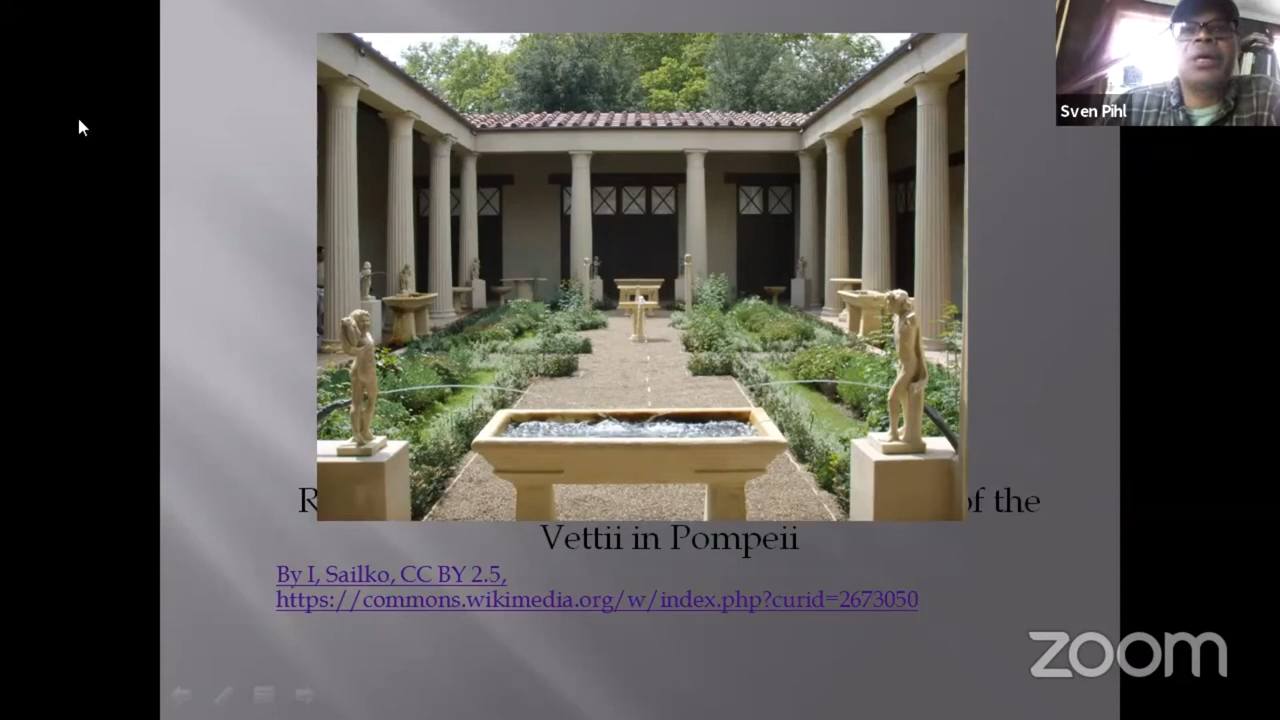 Sven Pihl
R of the
Vettii in Pompeii
By I, Sailko, CC BY 2.5,
https://commons.wikimedia.org/w/index.php?curid=2673050
zoom